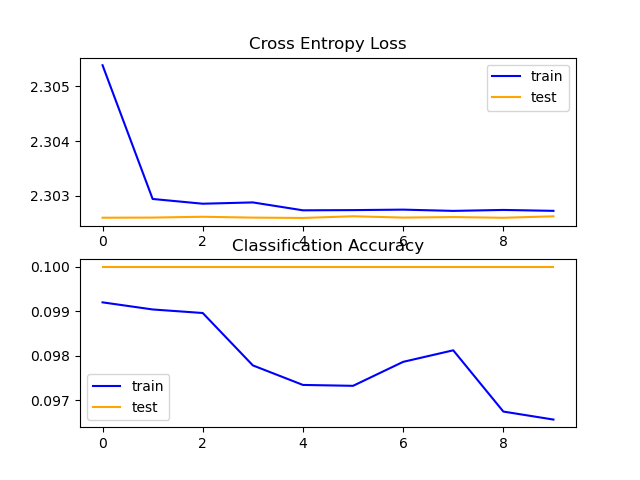 Cross Entropy Loss
2.305
2.304
2.303
train
test
0 2 4 6 8
Classification Accuracy
0.100
0.099
0.098
0.097
train
test
0 2 4 6 8